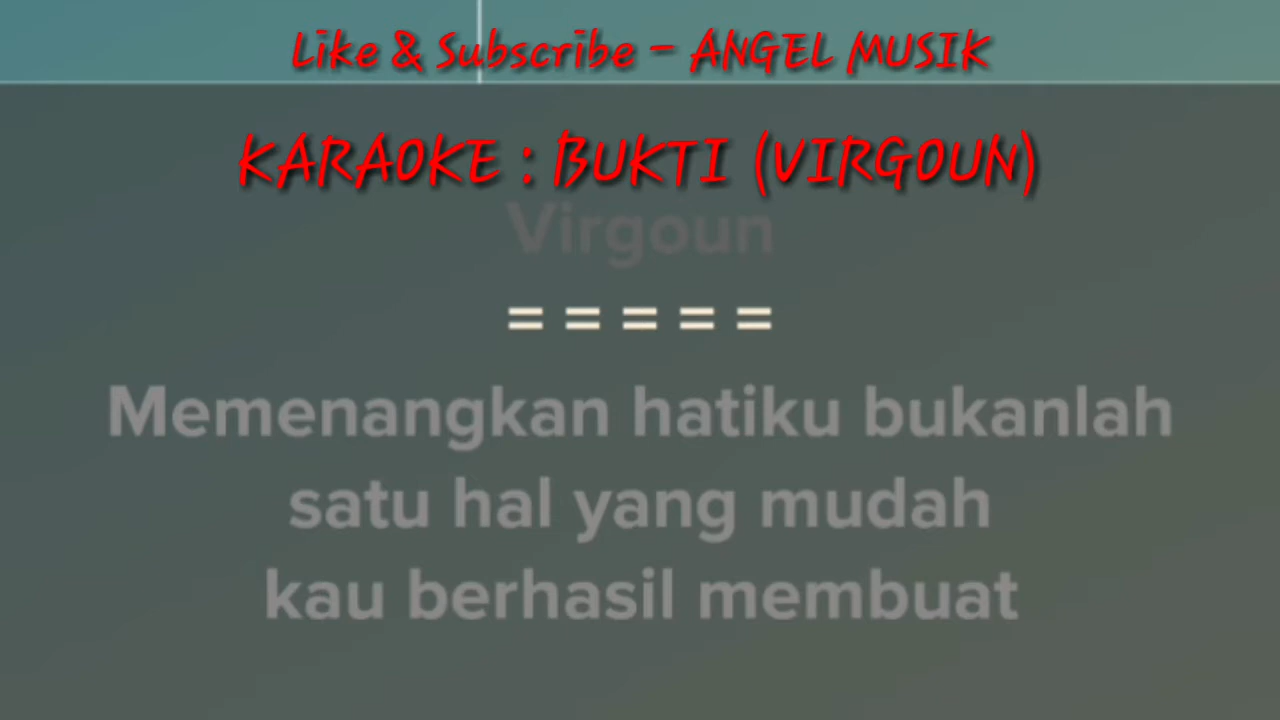 Like & Subscribe - ANGEL MUSIK
KARAOKE : BUKTI (VIRGOUN)
Virgoun
= = = = =
Memenangkan hatiku bukanlah
satu hal yang mudah
kau berhasil membuat